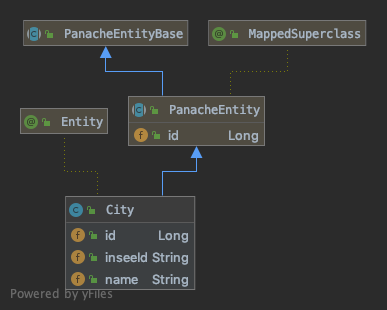 PanacheEntityBase
MappedSuperclass
PanacheEntity
id Long
Entity
City
id Long
inseeId String
name String
Powered by yFiles